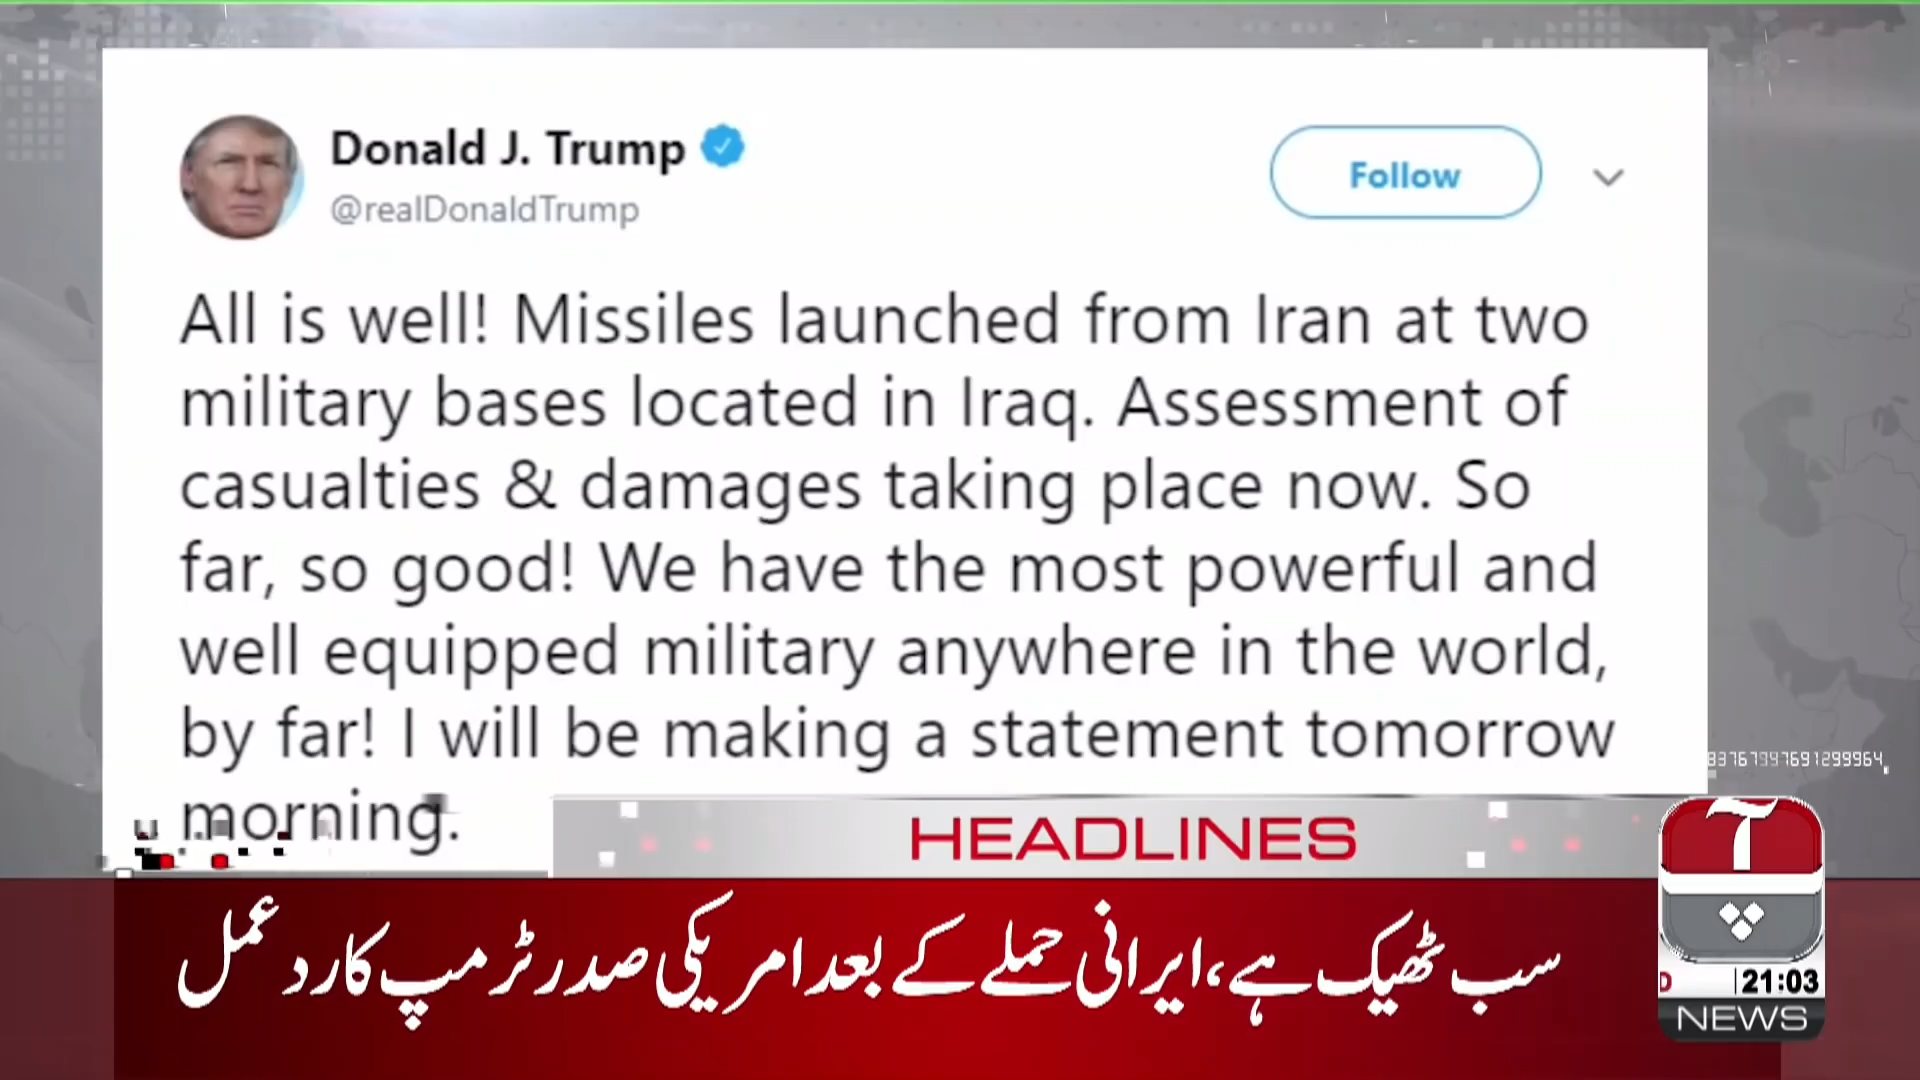 Donald J. Trump
@realDonaldTrump
Follow
All is well! Missiles launched from Iran at two
military bases located in Iraq. Assessment of
casualties & damages taking place now. So
far, so good! We have the most powerful and
well equipped military anywhere in the world,
by far! I will be making a statement tomorrow
morning.
HEADLINES
سب ٹھیک ہے، ایرانی حملے کے بعد امریکی صدر ٹرمپ کا ردعمل
آپ
21:03
NEWS